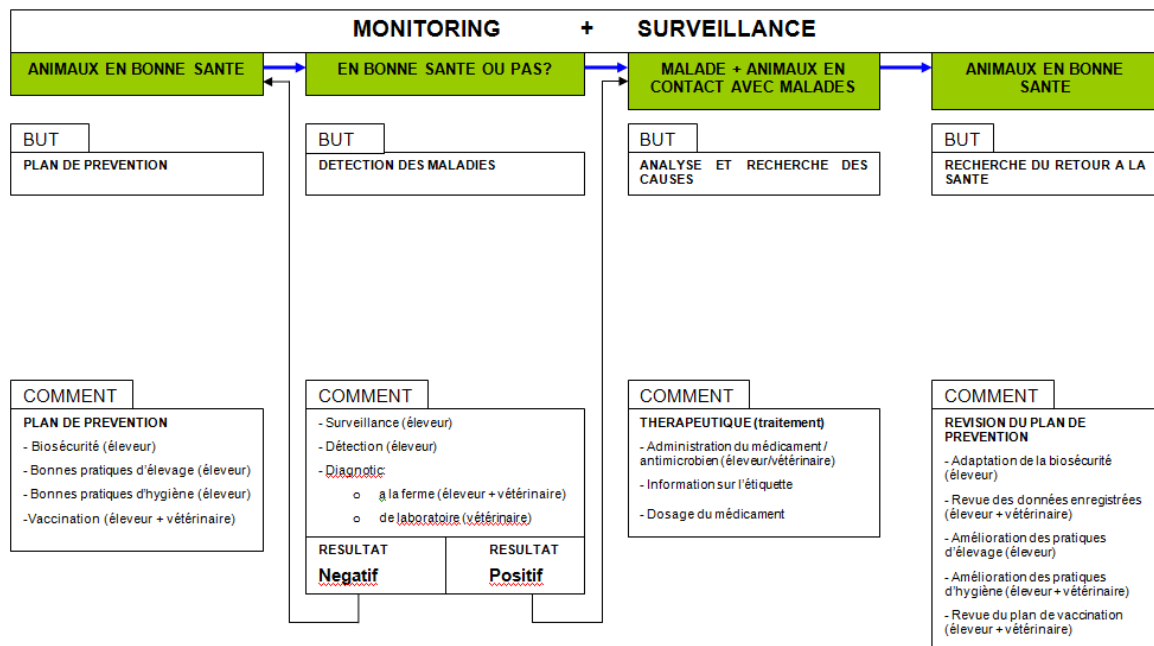 MONITORING + SURVEILLANCE
ANIMAUX EN BONNE SANTE
EN BONNE SANTE OU PAS?
MALADE + ANIMAUX EN
CONTACT AVEC MALADES
ANIMAUX EN BONNE
SANTE
BUT
PLAN DE PREVENTION
BUT
DETECTION DES MALADIES
BUT
ANALYSE ET RECHERCHE DES
CAUSES
BUT
RECHERCHE DU RETOUR A LA
SANTE
COMMENT
PLAN DE PREVENTION
- Biosécurité (éleveur)
- Bonnes pratiques d'élevage (éleveur)
- Bonnes pratiques d'hygiène (éleveur)
-Vaccination (éleveur + vétérinaire)
COMMENT
- Surveillance (éleveur)
- Détection (éleveur)
- Diagnotic:
o a la ferme (éleveur + vétérinaire)
o de laboratoire (vétérinaire)
RESULTAT
Negatif
RESULTAT
Positif
COMMENT
THERAPEUTIQUE (traitement)
- Administration du médicament /
antimicrobien (éleveur/vétérinaire)
- Information sur l'étiquette
- Dosage du médicament
COMMENT
REVISION DU PLAN DE
PREVENTION
- Adaptation de la biosécurité
(éleveur)
- Revue des données enregistrées
(éleveur + vétérinaire)
- Amélioration des pratiques
d'élevage (éleveur)
- Amélioration des pratiques
d'hygiène (éleveur + vétérinaire)
- Revue du plan de vaccination
(éleveur + vétérinaire)